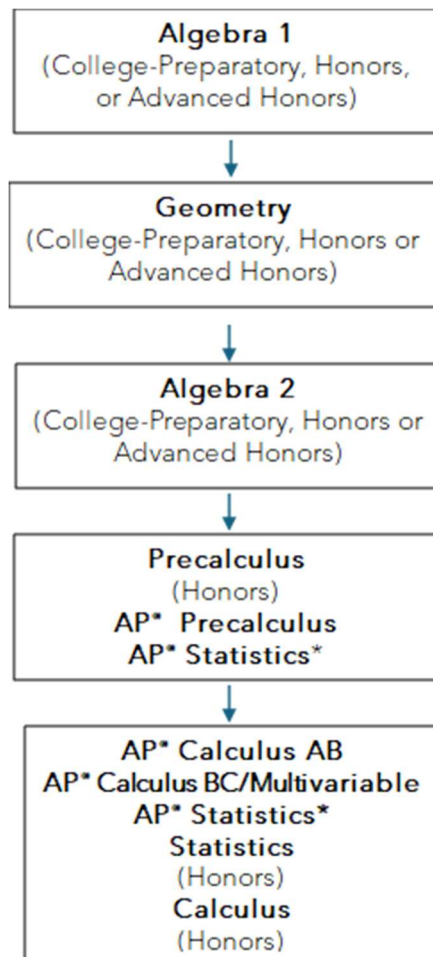 Algebra 1
(College-Preparatory, Honors,
or Advanced Honors)
Geometry
(College-Preparatory, Honors or
Advanced Honors)
Algebra 2
(College-Preparatory, Honors or
Advanced Honors)
Precalculus
(Honors)
AP® Precalculus
AP® Statistics*
AP® Calculus AB
AP® Calculus BC/Multivariable
AP® Statistics*
Statistics
(Honors)
Calculus
(Honors)